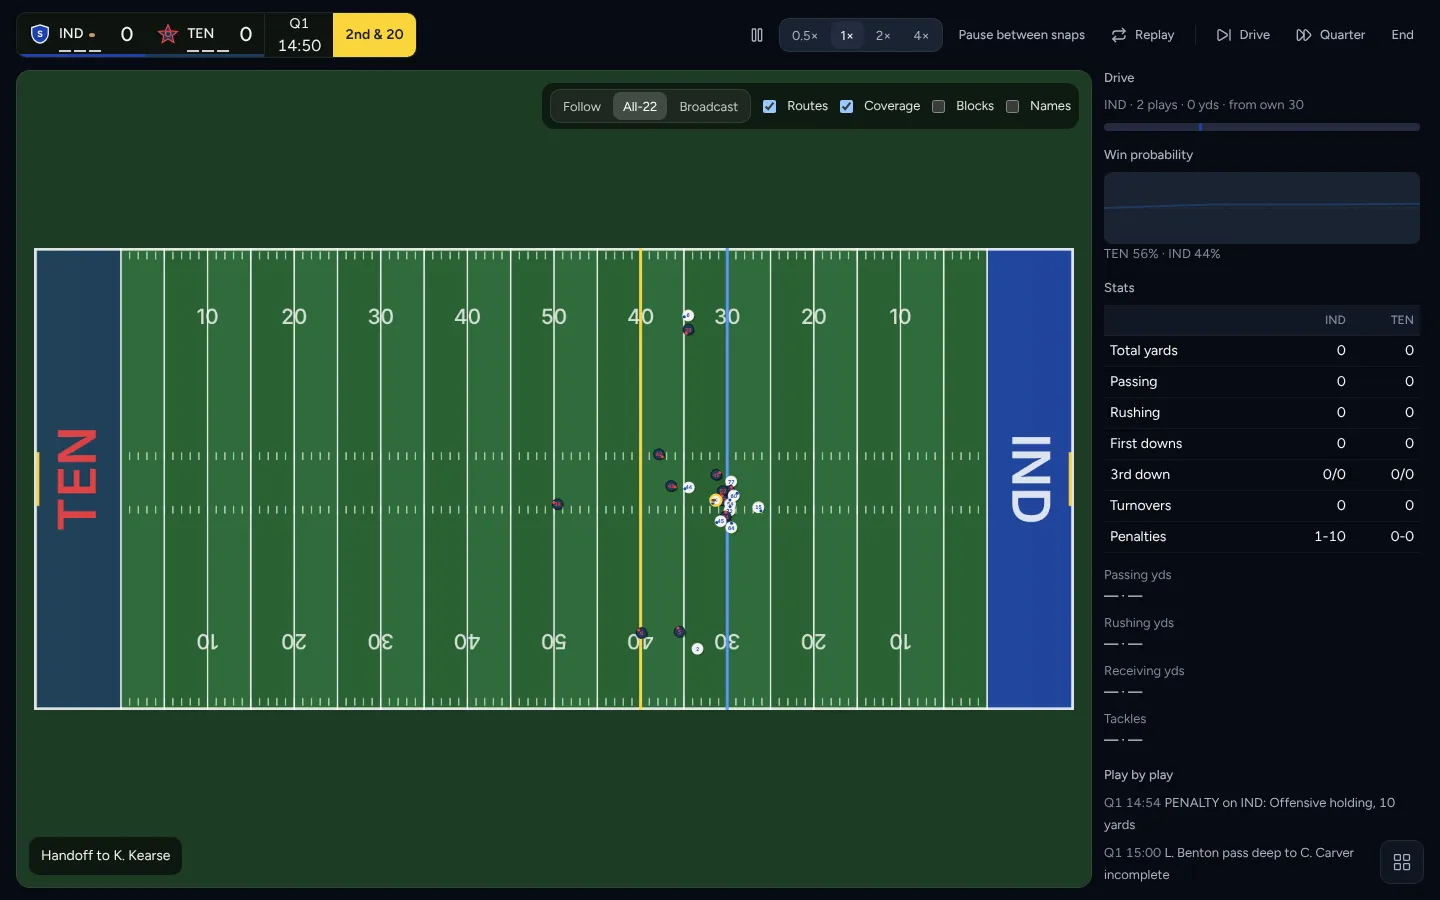 IND 0 TEN 0 Q1 14:50 2nd & 20
0.5× 1× 2× 4× Pause between snaps Replay Drive Quarter End
Follow All-22 Broadcast Routes Coverage Blocks Names
10 20 30 40 50 40 30 20 10
TEN
IND
10 20 30 40 50 40 30 20 10
Handoff to K. Kearse
Drive
IND · 2 plays · 0 yds · from own 30
Win probability
TEN 56% · IND 44%
Stats
IND TEN
Total yards 0 0
Passing 0 0
Rushing 0 0
First downs 0 0
3rd down 0/0 0/0
Turnovers 0 0
Penalties 1-10 0-0
Passing yds
— · —
Rushing yds
— · —
Receiving yds
— · —
Tackles
— · —
Play by play
Q1 14:54 PENALTY on IND: Offensive holding, 10
yards
Q1 15:00 L. Benton pass deep to C. Carver
incomplete